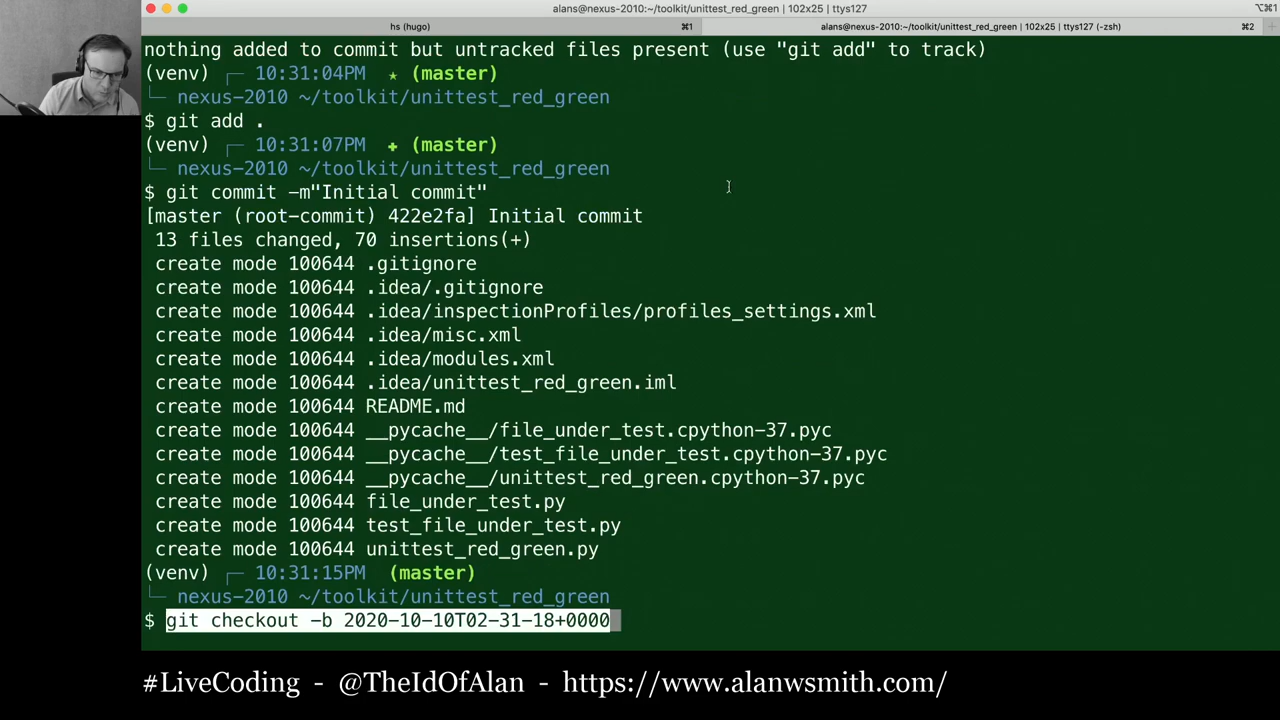 alans@nexus-2010:~/toolkit/unittest_red_green | 102x25 | ttys127
⌥⌘1
hs (hugo)
⌘1
alans@nexus-2010:~/toolkit/unittest_red_green | 102x25 | ttys127 (-zsh)
⌘2
nothing added to commit but untracked files present (use "git add" to track)
(venv) ┌─ 10:31:04PM ★ (master)
└─ nexus-2010 ~/toolkit/unittest_red_green
$ git add .
(venv) ┌─ 10:31:07PM ✚ (master)
└─ nexus-2010 ~/toolkit/unittest_red_green
$ git commit -m"Initial commit"
[master (root-commit) 422e2fa] Initial commit
13 files changed, 70 insertions(+)
create mode 100644 .gitignore
create mode 100644 .idea/.gitignore
create mode 100644 .idea/inspectionProfiles/profiles_settings.xml
create mode 100644 .idea/misc.xml
create mode 100644 .idea/modules.xml
create mode 100644 .idea/unittest_red_green.iml
create mode 100644 README.md
create mode 100644 __pycache__/file_under_test.cpython-37.pyc
create mode 100644 __pycache__/test_file_under_test.cpython-37.pyc
create mode 100644 __pycache__/unittest_red_green.cpython-37.pyc
create mode 100644 file_under_test.py
create mode 100644 test_file_under_test.py
create mode 100644 unittest_red_green.py
(venv) ┌─ 10:31:15PM (master)
└─ nexus-2010 ~/toolkit/unittest_red_green
$ git checkout -b 2020-10-10T02-31-18+0000
#LiveCoding - @TheIdOfAlan - https://www.alanwsmith.com/